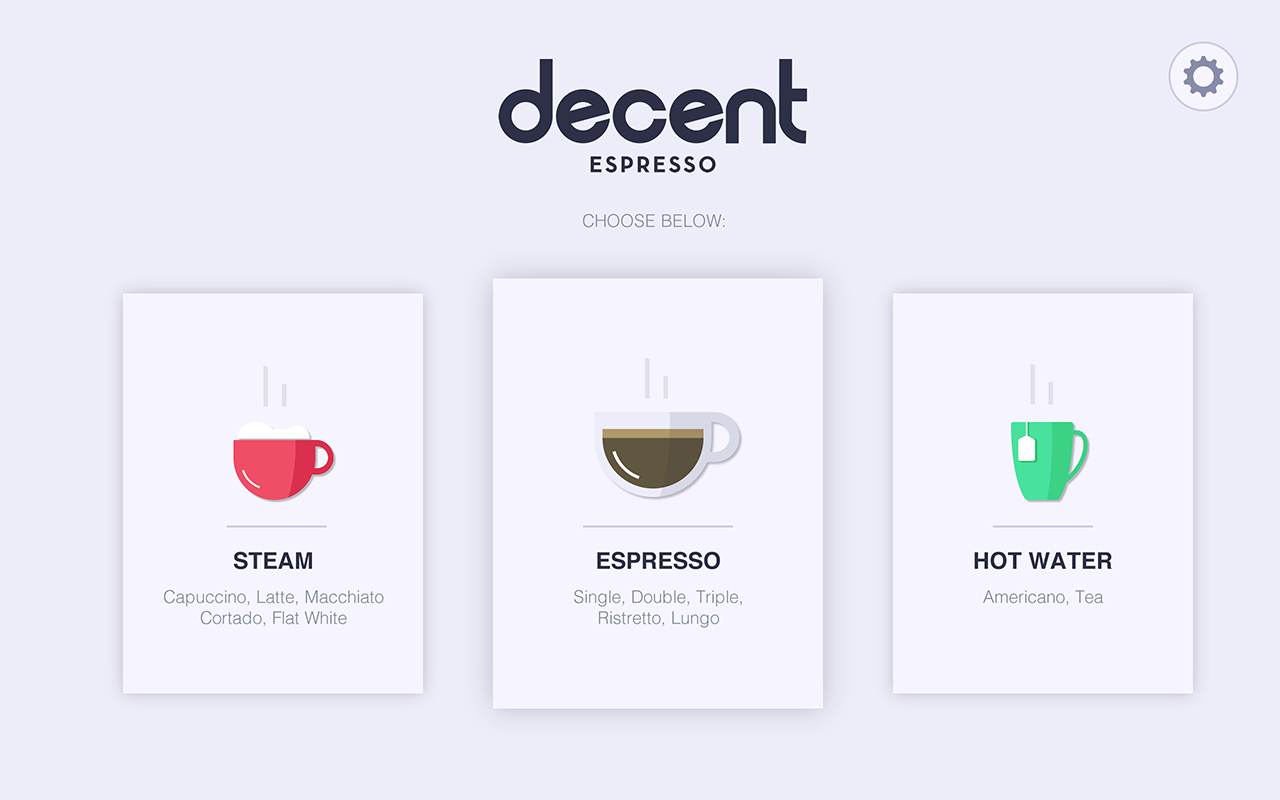 decent
ESPRESSO
CHOOSE BELOW:
STEAM
Capuccino, Latte, Macchiato
Cortado, Flat White
ESPRESSO
Single, Double, Triple,
Ristretto, Lungo
HOT WATER
Americano, Tea